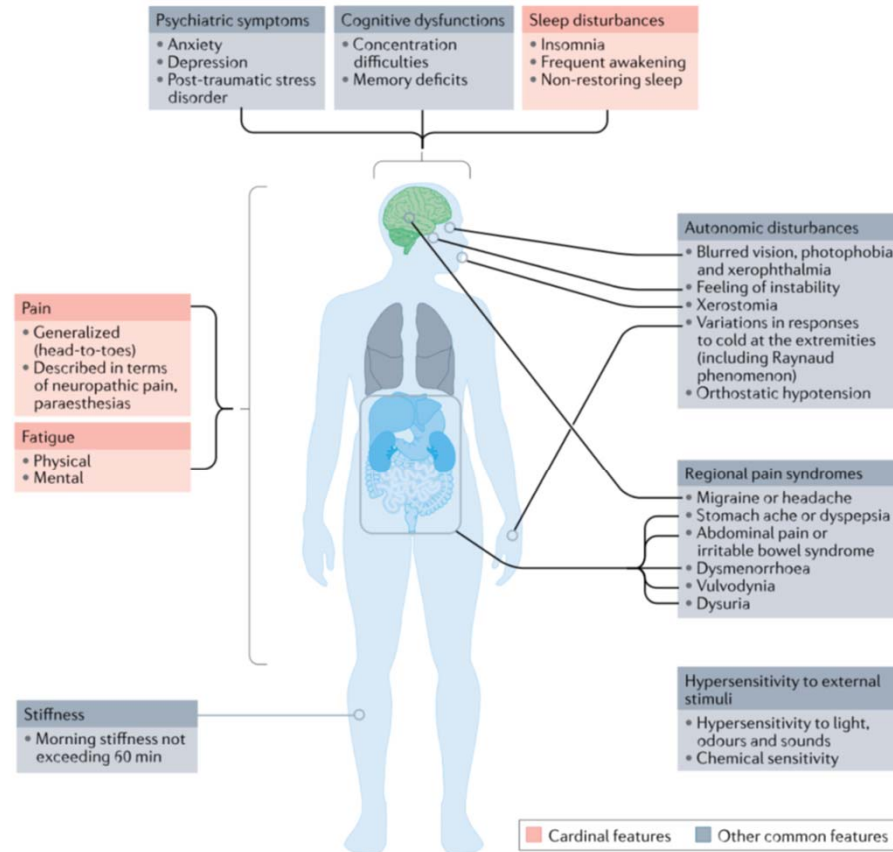 Psychiatric symptoms
• Anxiety
• Depression
• Post-traumatic stress
disorder
Cognitive dysfunctions
• Concentration
difficulties
• Memory deficits
Sleep disturbances
• Insomnia
• Frequent awakening
• Non-restoring sleep
Pain
• Generalized
(head-to-toes)
• Described in terms
of neuropathic pain,
paraesthesias
Fatigue
• Physical
• Mental
Stiffness
• Morning stiffness not
exceeding 60 min
Autonomic disturbances
• Blurred vision, photophobia
and xerophthalmia
• Feeling of instability
• Xerostomia
• Variations in responses
to cold at the extremities
(including Raynaud
phenomenon)
• Orthostatic hypotension
Regional pain syndromes
• Migraine or headache
• Stomach ache or dyspepsia
• Abdominal pain or
irritable bowel syndrome
• Dysmenorrhoea
• Vulvodynia
• Dysuria
Hypersensitivity to external
stimuli
• Hypersensitivity to light,
odours and sounds
• Chemical sensitivity
Cardinal features
Other common features